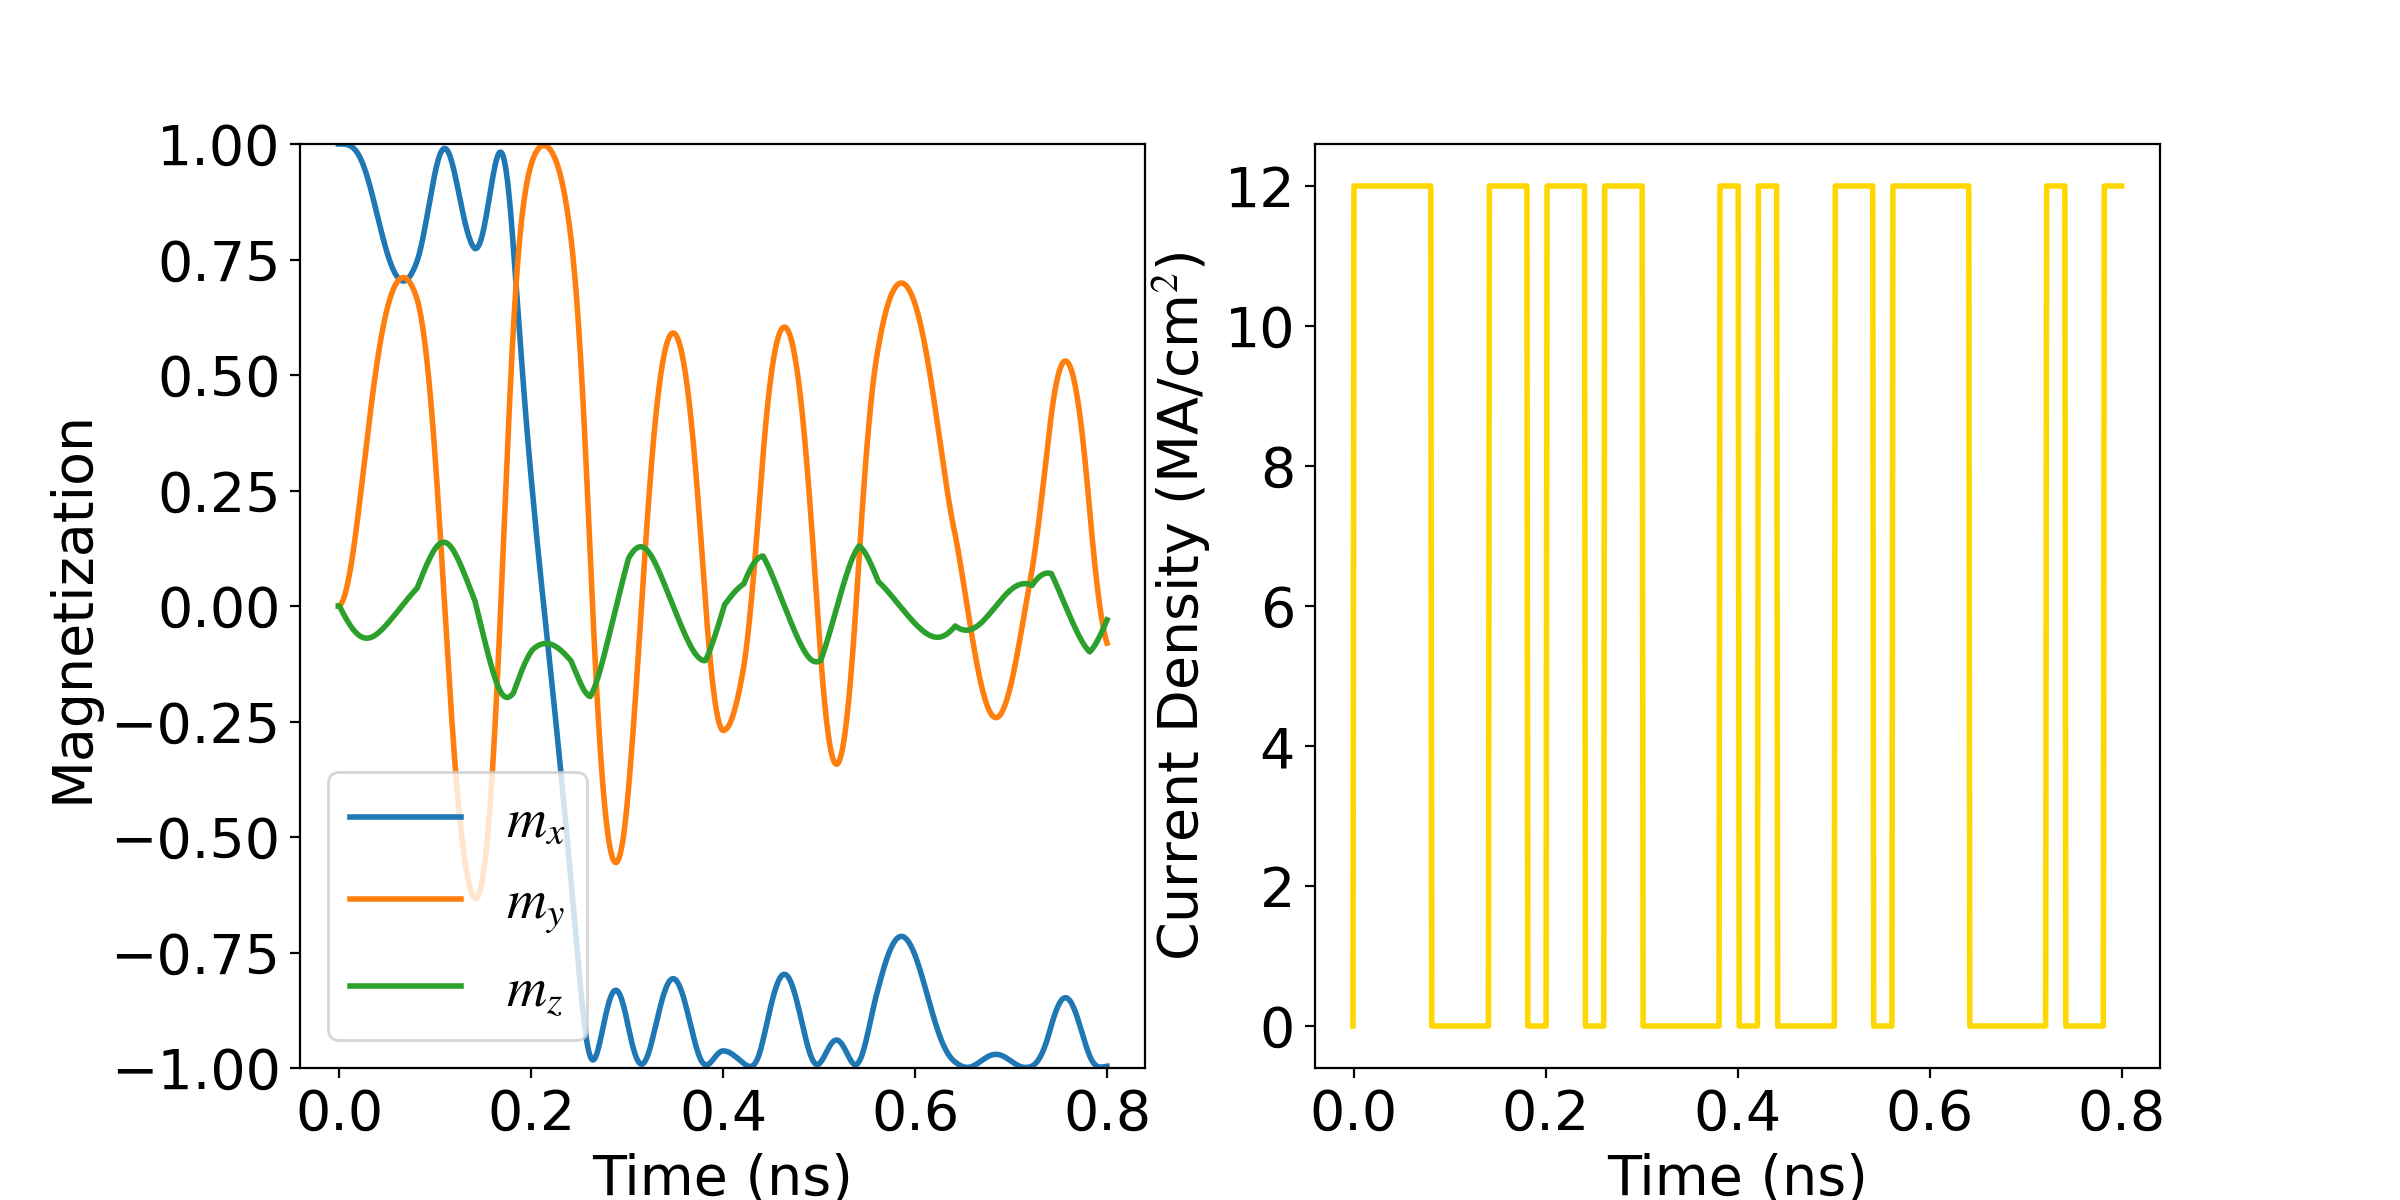 1.00
0.75
0.50
0.25
0.00
−0.25
−0.50
−0.75
−1.00
Magnetization
m_x
m_y
m_z
0.0 0.2 0.4 0.6 0.8
Time (ns)
12
10
8
6
4
2
0
Current Density (MA/cm²)
0.0 0.2 0.4 0.6 0.8
Time (ns)